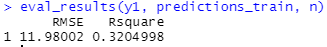 > eval_results(y1, predictions_train, n)
      RMSE   Rsquare
1 11.98002 0.3204998